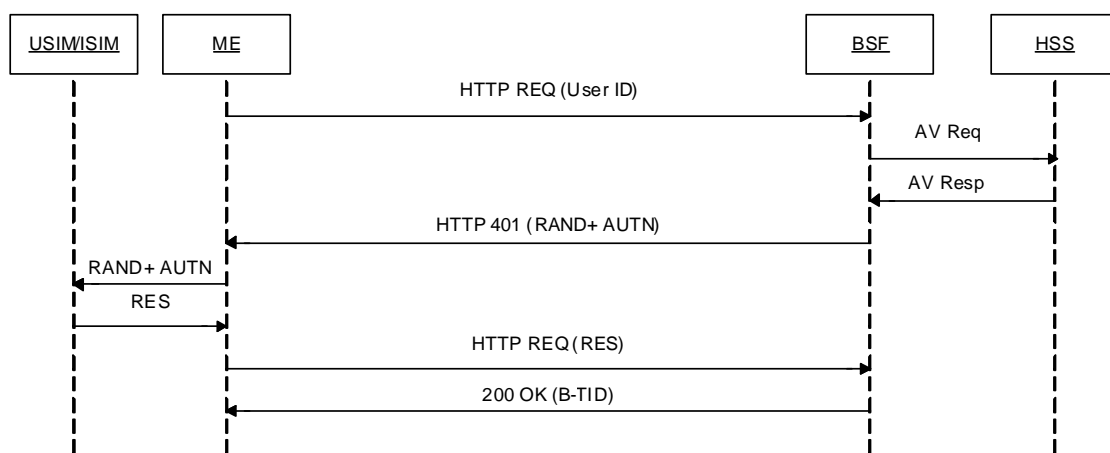 USIM/ISIM
ME
BSF
HSS
HTTP REQ (User ID)
AV Req
AV Resp
HTTP 401 (RAND+ AUTN)
RAND+ AUTN
RES
HTTP REQ (RES)
200 OK (B-TID)